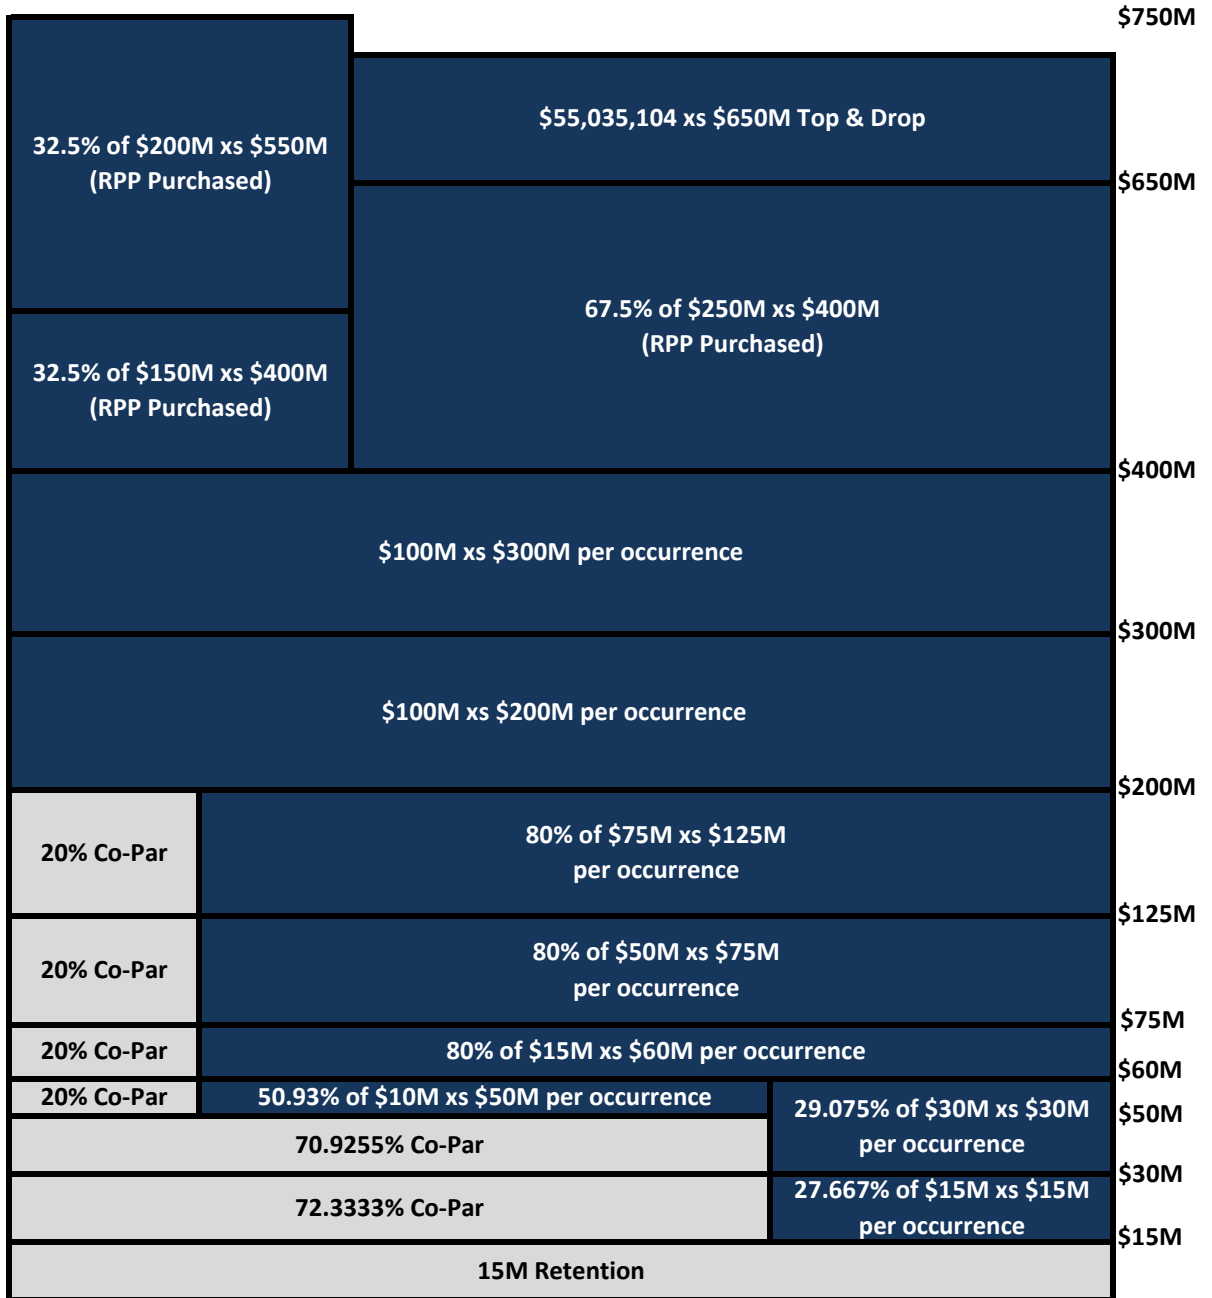 $750M
$55,035,104 xs $650M Top & Drop
32.5% of $200M xs $550M
(RPP Purchased)
$650M
67.5% of $250M xs $400M
(RPP Purchased)
32.5% of $150M xs $400M
(RPP Purchased)
$400M
$100M xs $300M per occurrence
$300M
$100M xs $200M per occurrence
$200M
20% Co-Par
80% of $75M xs $125M
per occurrence
$125M
20% Co-Par
80% of $50M xs $75M
per occurrence
$75M
20% Co-Par
80% of $15M xs $60M per occurrence
$60M
20% Co-Par
50.93% of $10M xs $50M per occurrence
29.075% of $30M xs $30M
per occurrence
$50M
70.9255% Co-Par
$30M
72.3333% Co-Par
27.667% of $15M xs $15M
per occurrence
$15M
15M Retention